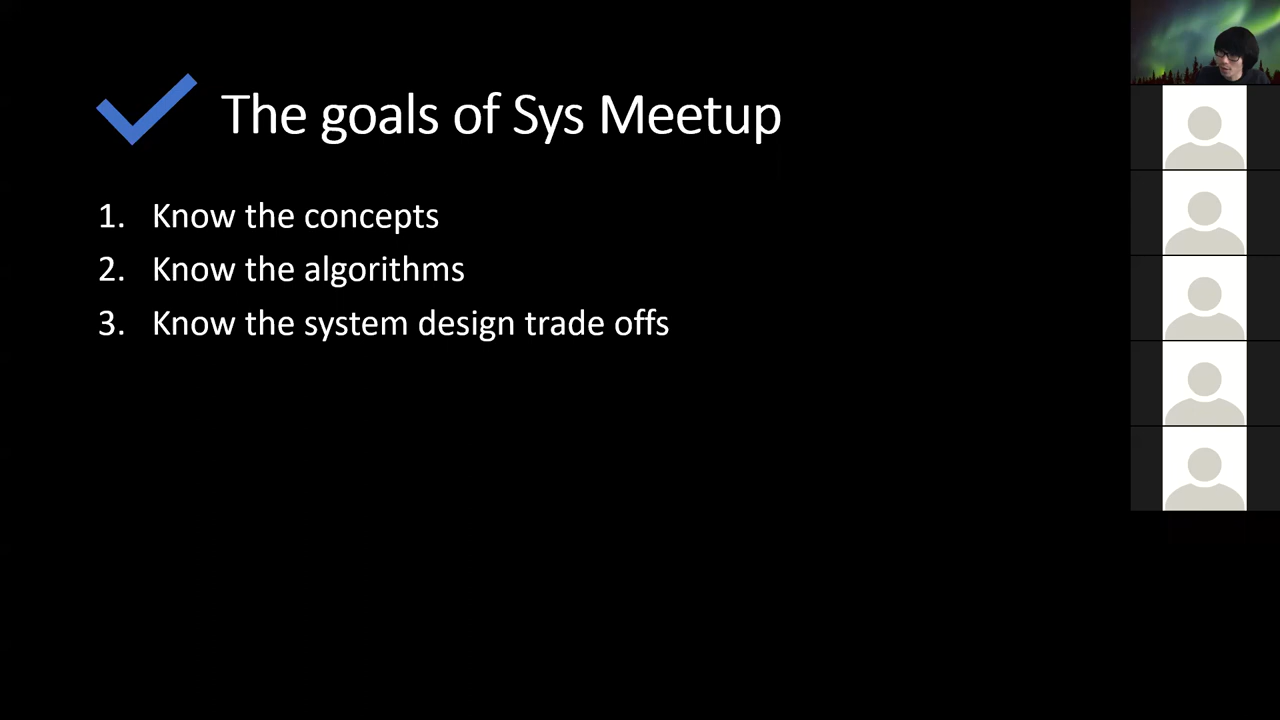 The goals of Sys Meetup
1. Know the concepts
2. Know the algorithms
3. Know the system design trade offs